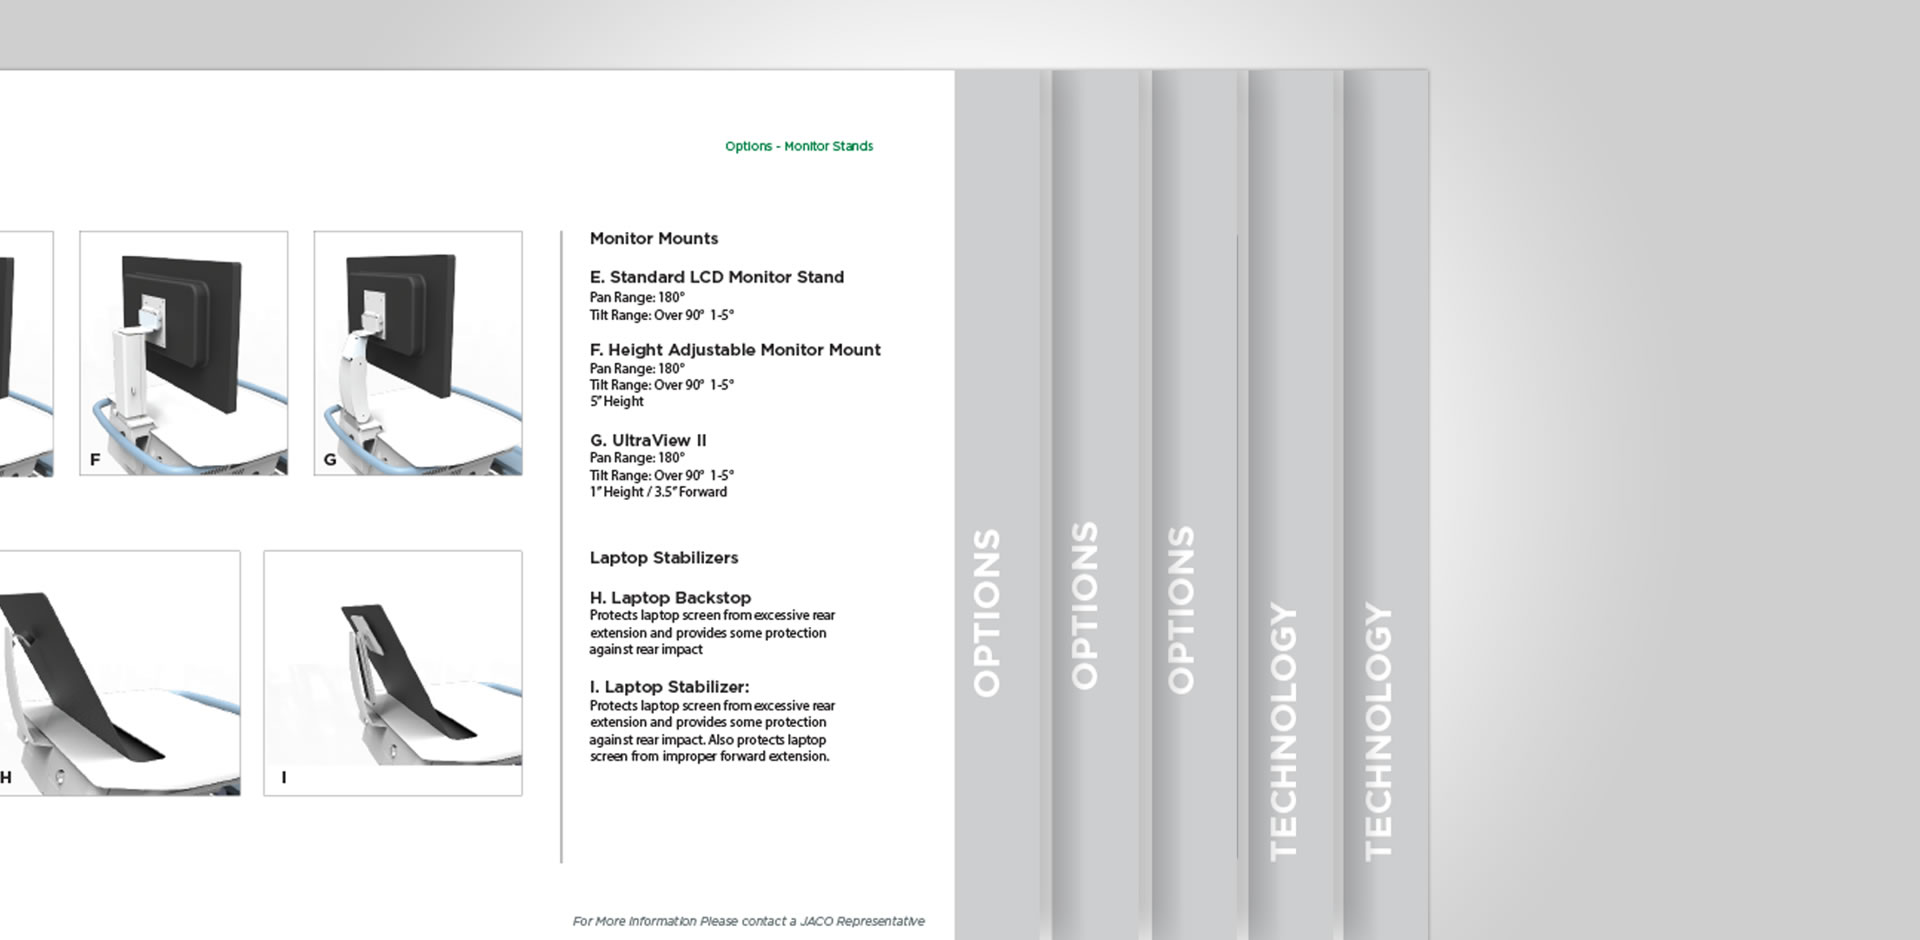 Options - Monitor Stands
F
G
H
I
Monitor Mounts
E. Standard LCD Monitor Stand
Pan Range: 180°
Tilt Range: Over 90° 1-5°
F. Height Adjustable Monitor Mount
Pan Range: 180°
Tilt Range: Over 90° 1-5°
5” Height
G. UltraView II
Pan Range: 180°
Tilt Range: Over 90° 1-5°
1” Height / 3.5” Forward
Laptop Stabilizers
H. Laptop Backstop
Protects laptop screen from excessive rear
extension and provides some protection
against rear impact
I. Laptop Stabilizer:
Protects laptop screen from excessive rear
extension and provides some protection
against rear impact. Also protects laptop
screen from improper forward extension.
For More Information Please contact a JACO Representative
OPTIONS
OPTIONS
OPTIONS
TECHNOLOGY
TECHNOLOGY